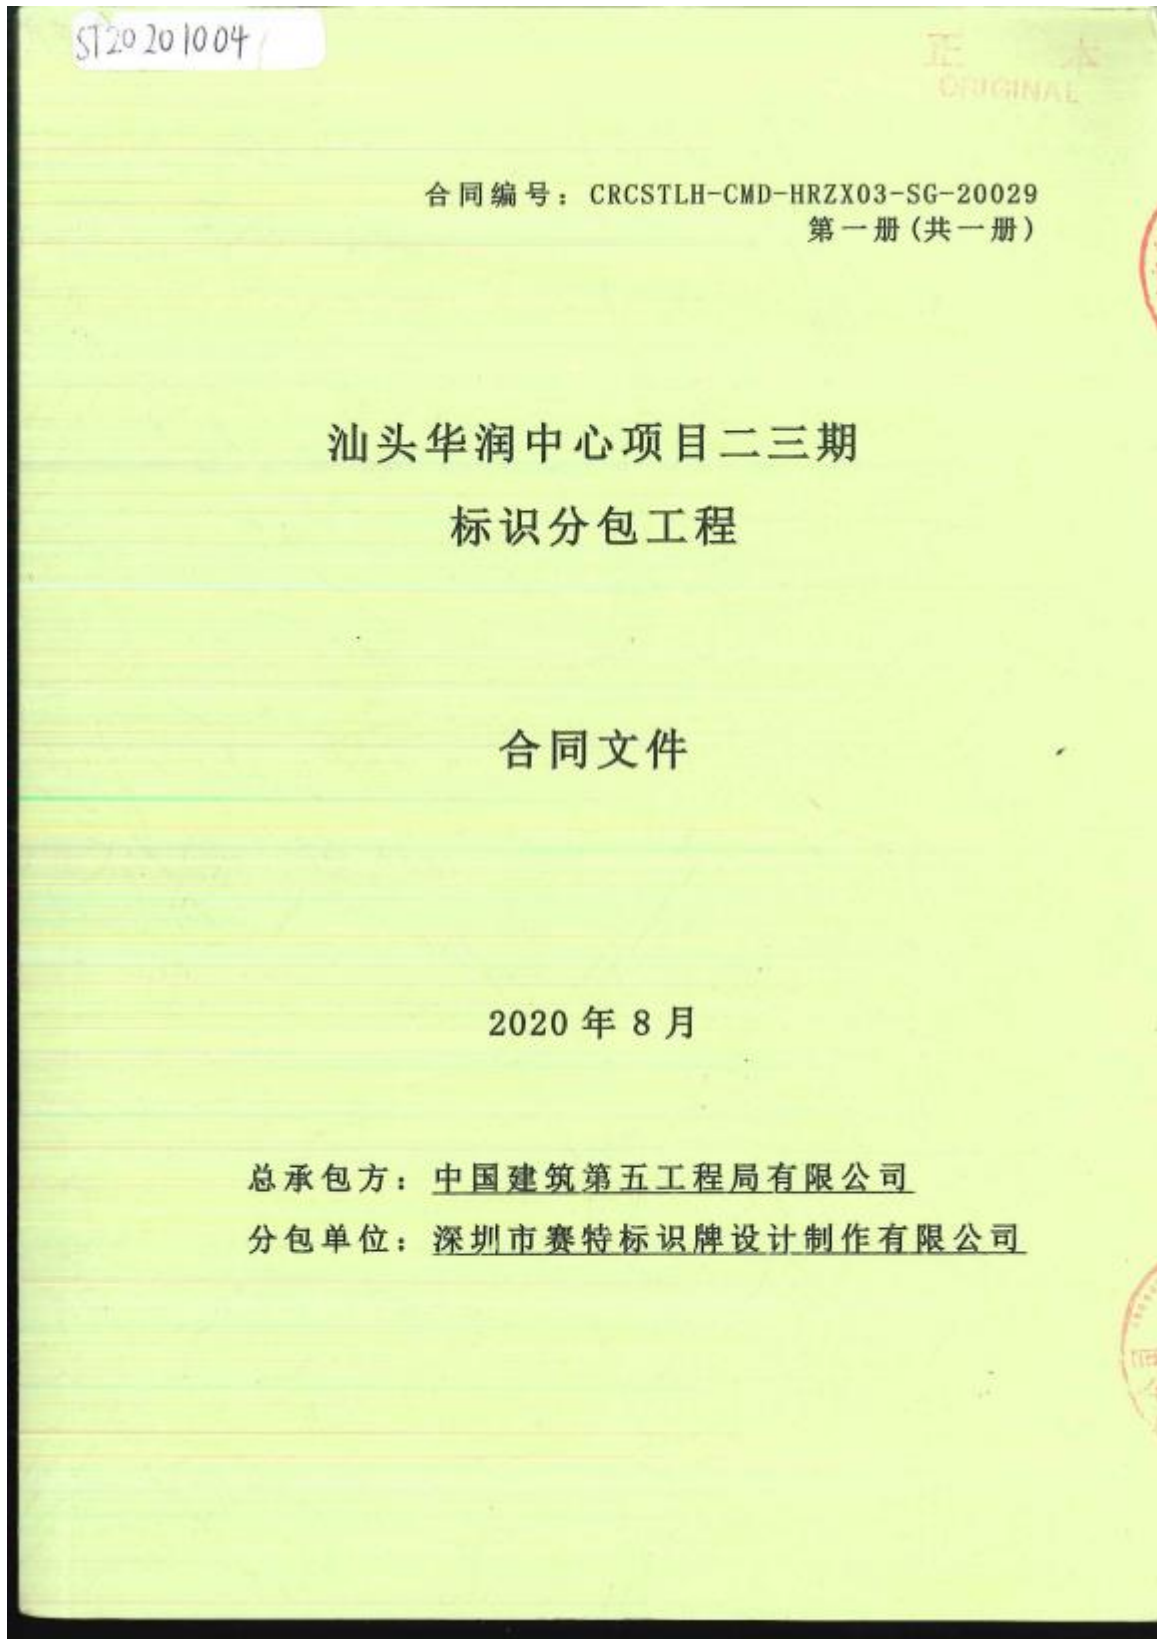 ST20201004
正 本
ORIGINAL
合同编号：CRCSTLH-CMD-HRZX03-SG-20029
第一册(共一册)
汕头华润中心项目二三期
标识分包工程
合同文件
2020 年 8 月
总承包方：中国建筑第五工程局有限公司
分包单位：深圳市赛特标识牌设计制作有限公司